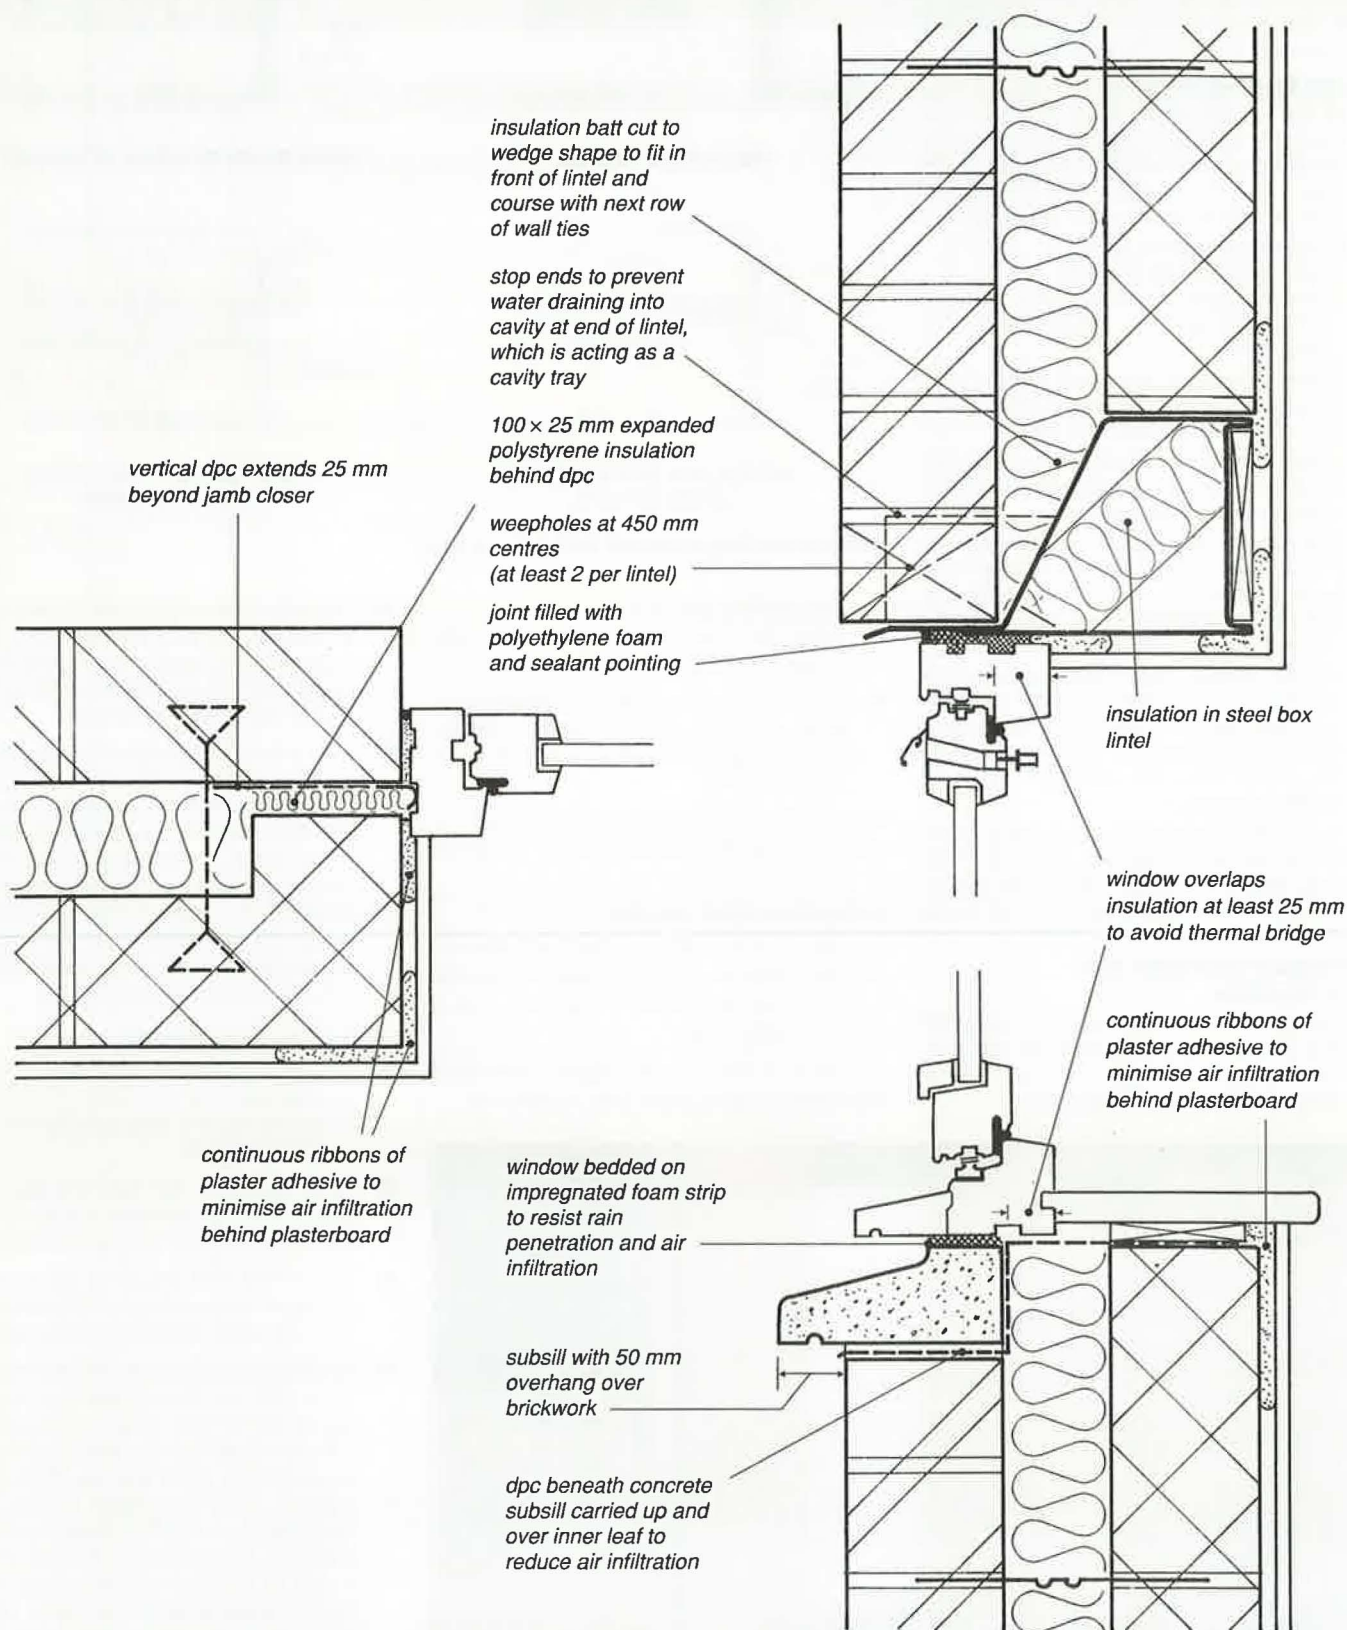 insulation batt cut to
wedge shape to fit in
front of lintel and
course with next row
of wall ties
stop ends to prevent
water draining into
cavity at end of lintel,
which is acting as a
cavity tray
100 × 25 mm expanded
polystyrene insulation
behind dpc
vertical dpc extends 25 mm
beyond jamb closer
weepholes at 450 mm
centres
(at least 2 per lintel)
joint filled with
polyethylene foam
and sealant pointing
insulation in steel box
lintel
window overlaps
insulation at least 25 mm
to avoid thermal bridge
continuous ribbons of
plaster adhesive to
minimise air infiltration
behind plasterboard
continuous ribbons of
plaster adhesive to
minimise air infiltration
behind plasterboard
window bedded on
impregnated foam strip
to resist rain
penetration and air
infiltration
subsill with 50 mm
overhang over
brickwork
dpc beneath concrete
subsill carried up and
over inner leaf to
reduce air infiltration